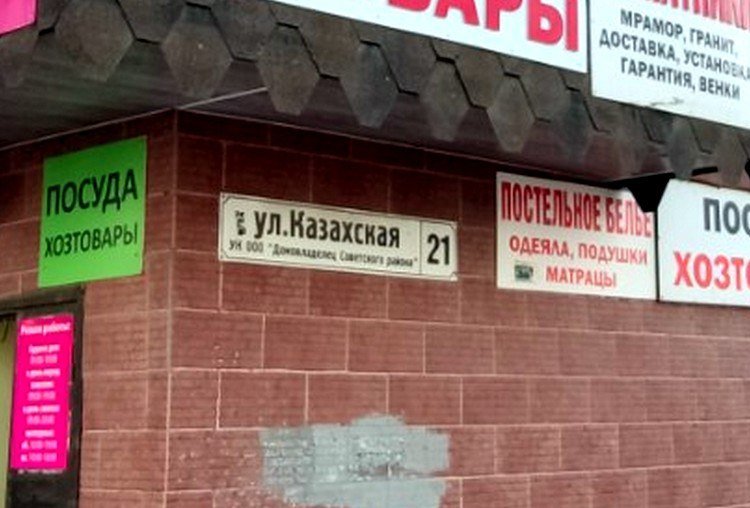 ВАРЫ
МРАМОР, ГРАНИТ,
ДОСТАВКА, УСТАНОВКА
ГАРАНТИЯ, ВЕНКИ
ПОСУДА
ХОЗТОВАРЫ
ул.Казахская
УК ООО "Домовладелец Советского района"
21
ПОСТЕЛЬНОЕ БЕЛЬЕ
ОДЕЯЛА, ПОДУШКИ
МАТРАЦЫ
ПОС
ХОЗТО
Режим работы: